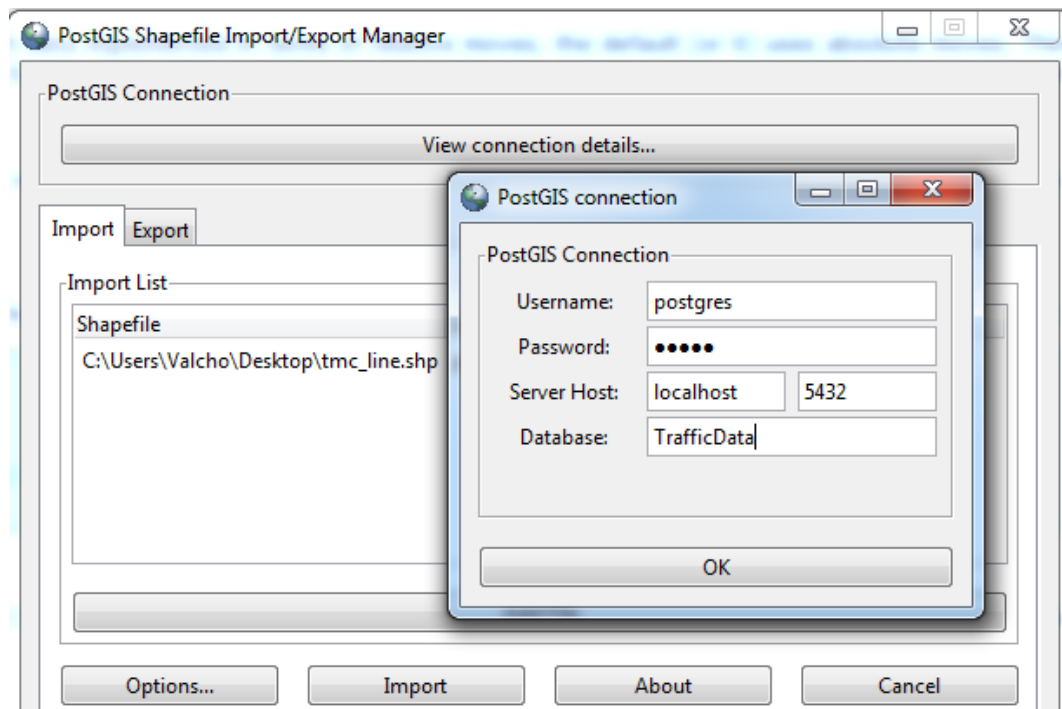 PostGIS Shapefile Import/Export Manager
PostGIS Connection
View connection details...
Import Export
Import List
Shapefile
C:\Users\Valcho\Desktop\tmc_line.shp
PostGIS connection
PostGIS Connection
Username: postgres
Password: •••••
Server Host: localhost 5432
Database: TrafficData
OK
Options... Import About Cancel